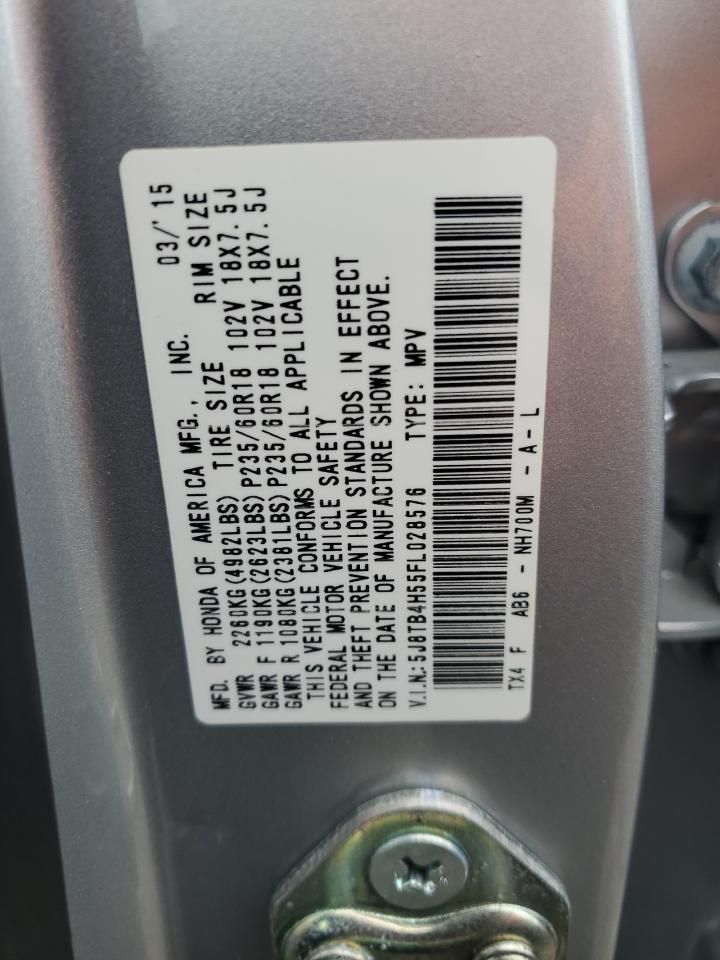 MFD. BY HONDA OF AMERICA MFG., INC. 03/'15
GVWR 2260KG(4982LBS) TIRE SIZE RIM SIZE
GAWR F 1190KG(2623LBS)P235/60R18 102V 18X7.5J
GAWR R 1080KG(2381LBS)P235/60R18 102V 18X7.5J
THIS VEHICLE CONFORMS TO ALL APPLICABLE
FEDERAL MOTOR VEHICLE SAFETY
AND THEFT PREVENTION STANDARDS IN EFFECT
ON THE DATE OF MANUFACTURE SHOWN ABOVE.
V.I.N.:5J8TB4H55FL028576 TYPE: MPV
TX4 F AB6 - NH700M - A - L